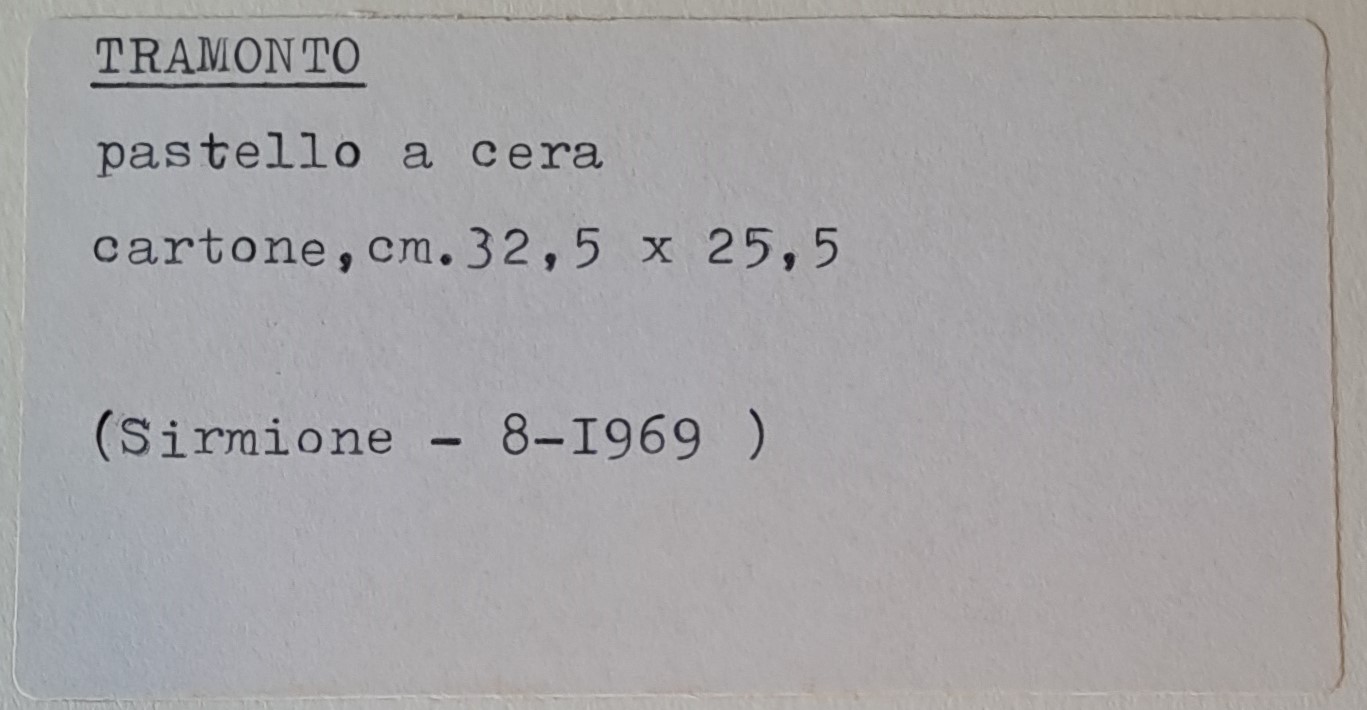 TRAMONTO
pastello a cera
cartone,cm.32,5 x 25,5
(Sirmione - 8-I969 )